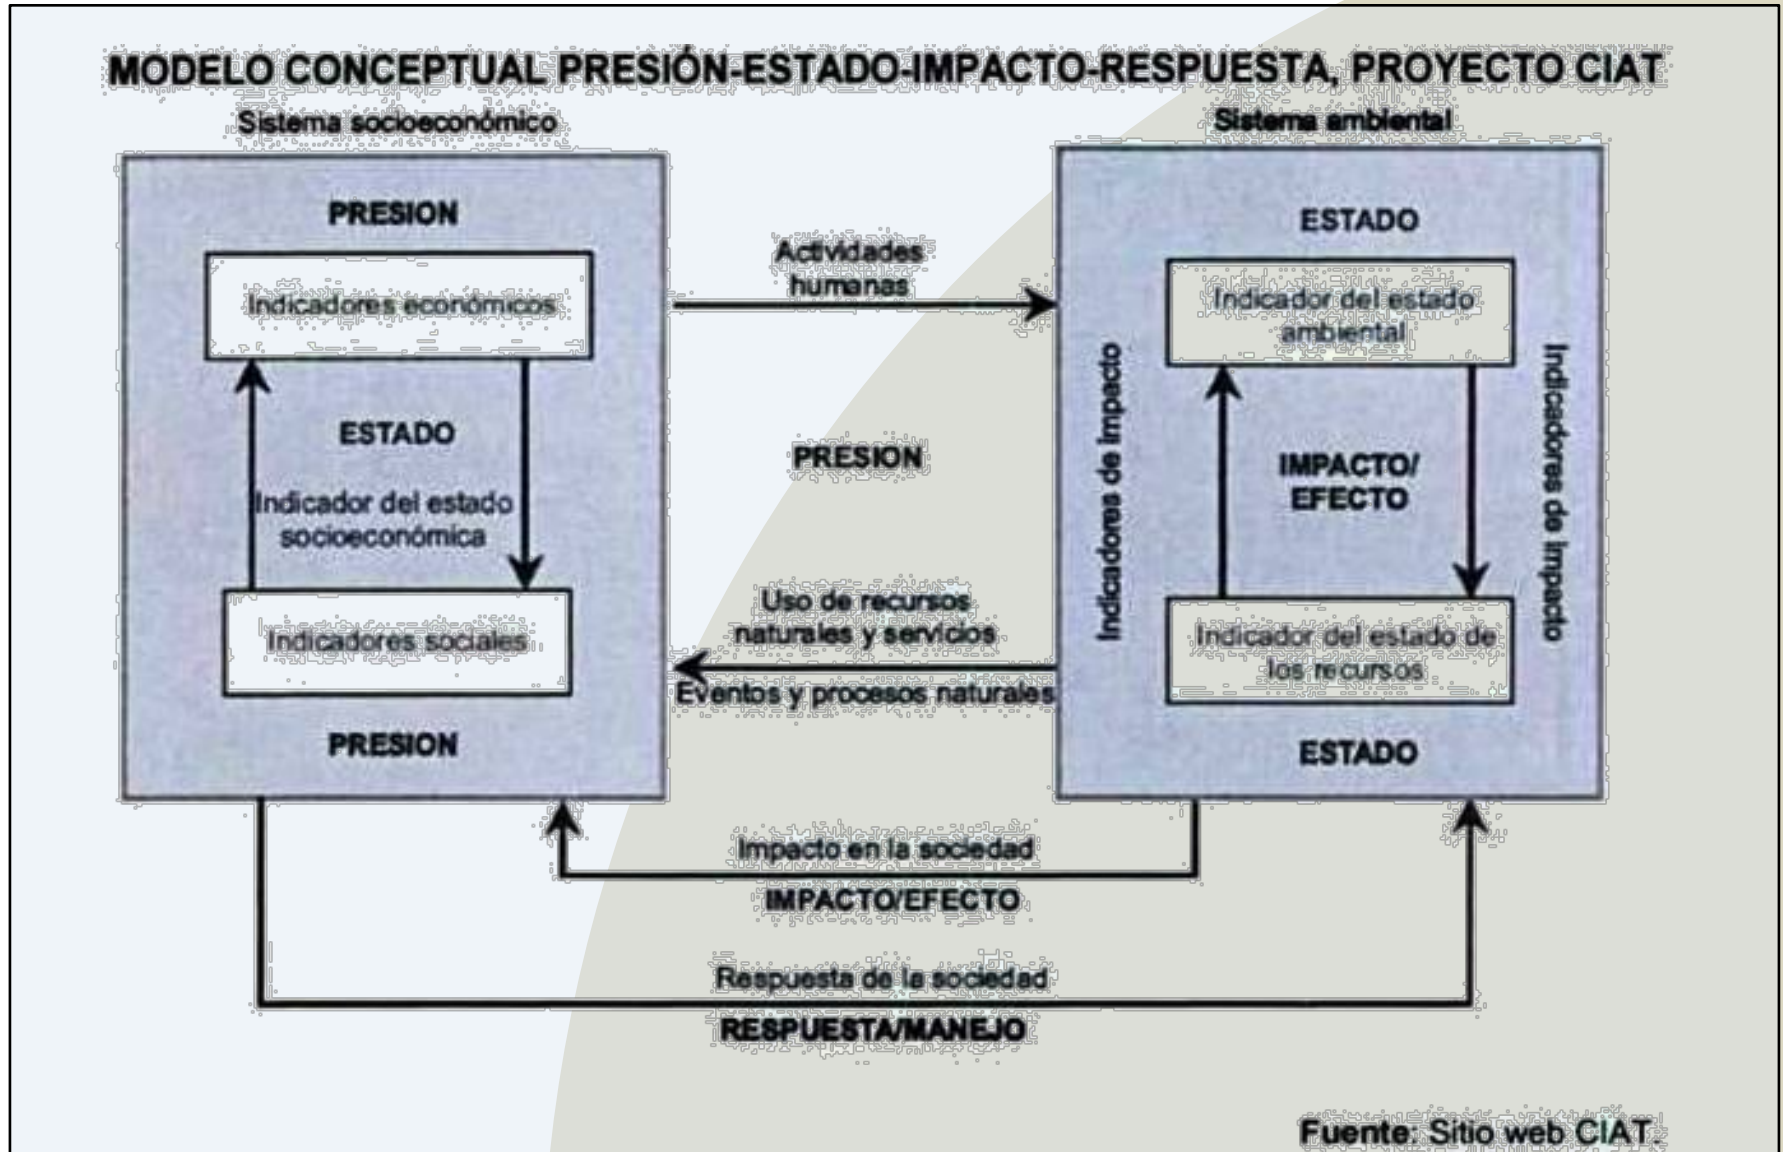 MODELO CONCEPTUAL PRESIÓN-ESTADO-IMPACTO-RESPUESTA, PROYECTO CIAT
Sistema socioeconómico
PRESION
Indicadores económicos
ESTADO
Indicador del estado
socioeconómica
Indicadores sociales
PRESION
Actividades
humanas
PRESION
Uso de recursos
naturales y servicios
Eventos y procesos naturales
Sistema ambiental
ESTADO
Indicador del estado
ambiental
Indicadores de impacto
IMPACTO/
EFECTO
Indicadores de impacto
Indicador del estado de
los recursos
ESTADO
Impacto en la sociedad
IMPACTO/EFECTO
Respuesta de la sociedad
RESPUESTA/MANEJO
Fuente: Sitio web CIAT.